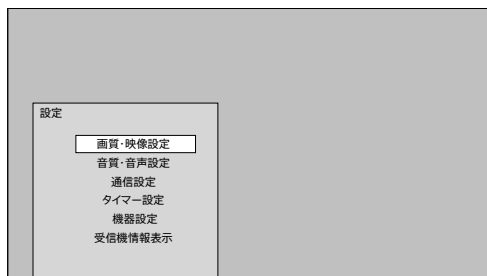 設定
画質・映像設定
音質・音声設定
通信設定
タイマー設定
機器設定
受信機情報表示